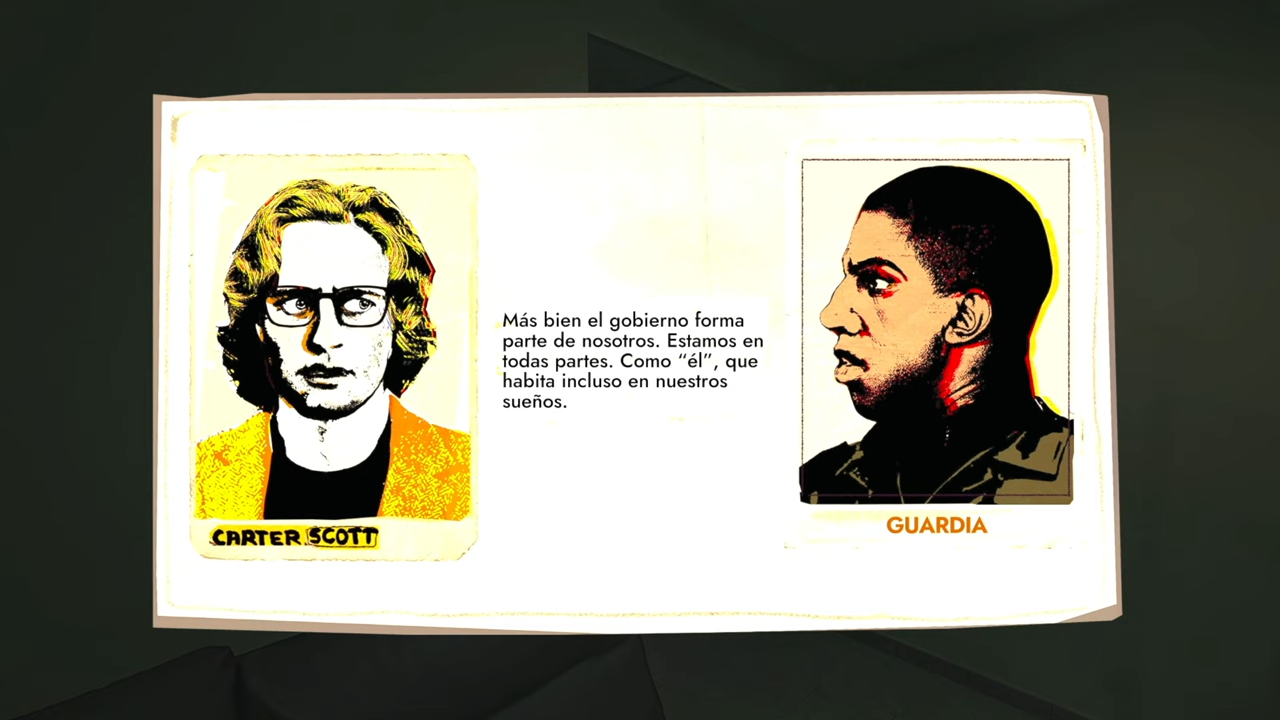 Más bien el gobierno forma
parte de nosotros. Estamos en
todas partes. Como “él”, que
habita incluso en nuestros
sueños.
CARTER SCOTT
GUARDIA